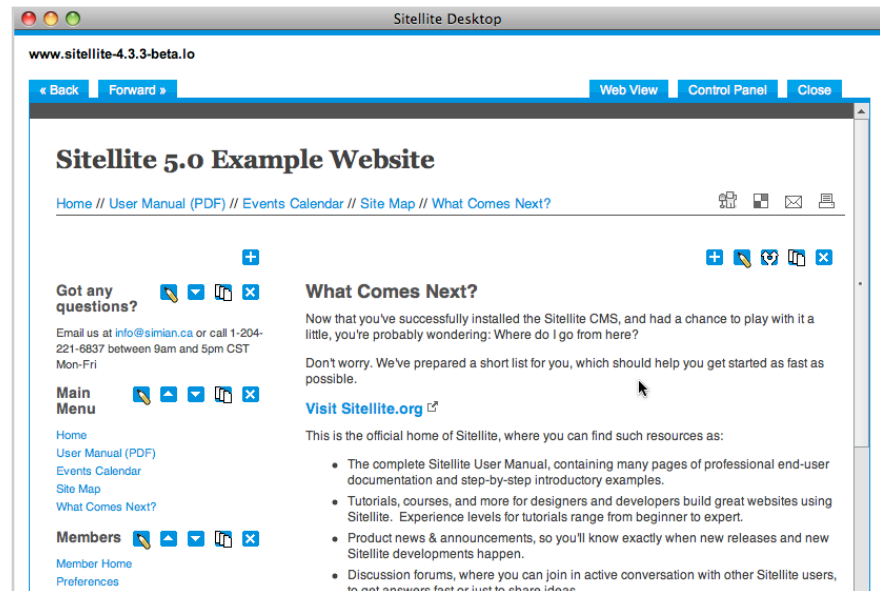 Sitellite Desktop
www.sitellite-4.3.3-beta.lo
« Back
Forward »
Web View
Control Panel
Close
Sitellite 5.0 Example Website
Home // User Manual (PDF) // Events Calendar // Site Map // What Comes Next?
Got any
questions?
Email us at info@simian.ca or call 1-204-
221-6837 between 9am and 5pm CST
Mon-Fri
Main
Menu
Home
User Manual (PDF)
Events Calendar
Site Map
What Comes Next?
Members
Member Home
Preferences
What Comes Next?
Now that you've successfully installed the Sitellite CMS, and had a chance to play with it a
little, you're probably wondering: Where do I go from here?
Don't worry. We've prepared a short list for you, which should help you get started as fast as
possible.
Visit Sitellite.org
This is the official home of Sitellite, where you can find such resources as:
• The complete Sitellite User Manual, containing many pages of professional end-user
documentation and step-by-step introductory examples.
• Tutorials, courses, and more for designers and developers build great websites using
Sitellite. Experience levels for tutorials range from beginner to expert.
• Product news & announcements, so you'll know exactly when new releases and new
Sitellite developments happen.
• Discussion forums, where you can join in active conversation with other Sitellite users,
to get answers fast or just to share ideas.